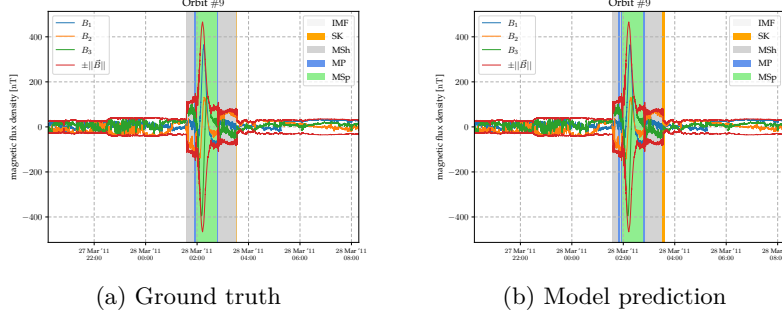 Orbit #9
magnetic flux density [nT]
400
200
0
−200
−400
B1
B2
B3
±||B⃗||
IMF
SK
MSh
MP
MSp
27 Mar '11
22:00
28 Mar '11
00:00
28 Mar '11
02:00
28 Mar '11
04:00
28 Mar '11
06:00
28 Mar '11
08:00
(a) Ground truth
Orbit #9
magnetic flux density [nT]
400
200
0
−200
−400
B1
B2
B3
±||B⃗||
IMF
SK
MSh
MP
MSp
27 Mar '11
22:00
28 Mar '11
00:00
28 Mar '11
02:00
28 Mar '11
04:00
28 Mar '11
06:00
28 Mar '11
08:00
(b) Model prediction